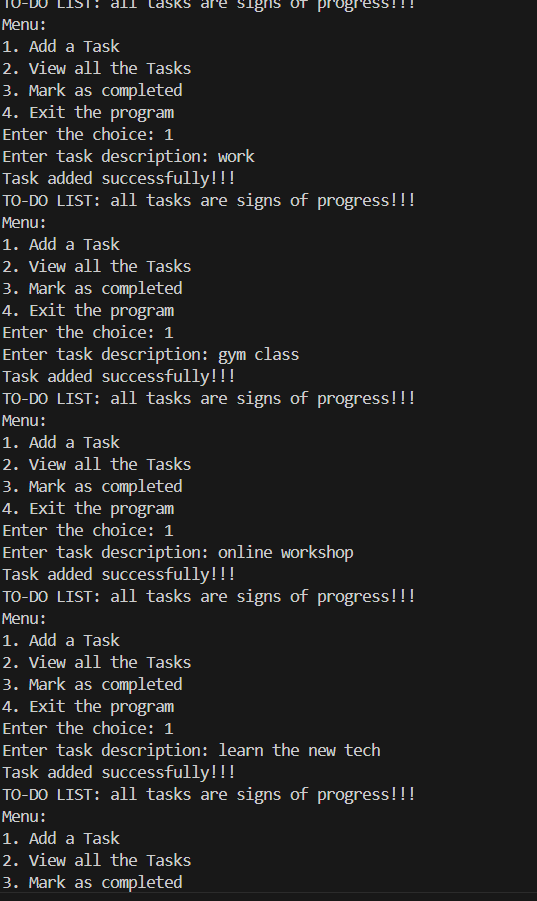 TO-DO LIST: all tasks are signs of progress!!!
Menu:
1. Add a Task
2. View all the Tasks
3. Mark as completed
4. Exit the program
Enter the choice: 1
Enter task description: work
Task added successfully!!!
TO-DO LIST: all tasks are signs of progress!!!
Menu:
1. Add a Task
2. View all the Tasks
3. Mark as completed
4. Exit the program
Enter the choice: 1
Enter task description: gym class
Task added successfully!!!
TO-DO LIST: all tasks are signs of progress!!!
Menu:
1. Add a Task
2. View all the Tasks
3. Mark as completed
4. Exit the program
Enter the choice: 1
Enter task description: online workshop
Task added successfully!!!
TO-DO LIST: all tasks are signs of progress!!!
Menu:
1. Add a Task
2. View all the Tasks
3. Mark as completed
4. Exit the program
Enter the choice: 1
Enter task description: learn the new tech
Task added successfully!!!
TO-DO LIST: all tasks are signs of progress!!!
Menu:
1. Add a Task
2. View all the Tasks
3. Mark as completed